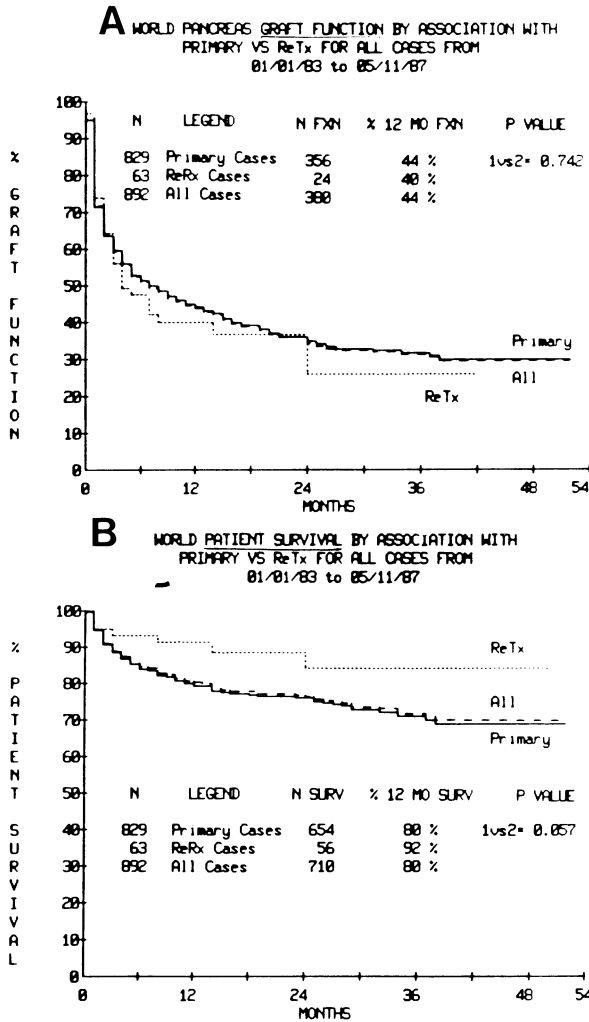 A WORLD PANCREAS GRAFT FUNCTION BY ASSOCIATION WITH
PRIMARY VS ReTx FOR ALL CASES FROM
01/01/83 to 05/11/87
% GRAFT FUNCTION
100
90
80
70
60
50
40
30
20
10
0
N LEGEND N FXN % 12 MO FXN P VALUE
829 Primary Cases 356 44 % 1vs2= 0.742
63 ReRx Cases 24 40 %
892 All Cases 380 44 %
Primary
All
ReTx
0 12 24 36 48 54
MONTHS
B WORLD PATIENT SURVIVAL BY ASSOCIATION WITH
PRIMARY VS ReTx FOR ALL CASES FROM
01/01/83 to 05/11/87
% PATIENT SURVIVAL
100
90
80
70
60
50
40
30
20
10
0
ReTx
All
Primary
N LEGEND N SURV % 12 MO SURV P VALUE
829 Primary Cases 654 80 % 1vs2= 0.057
63 ReRx Cases 56 92 %
892 All Cases 710 80 %
0 12 24 36 48 54
MONTHS